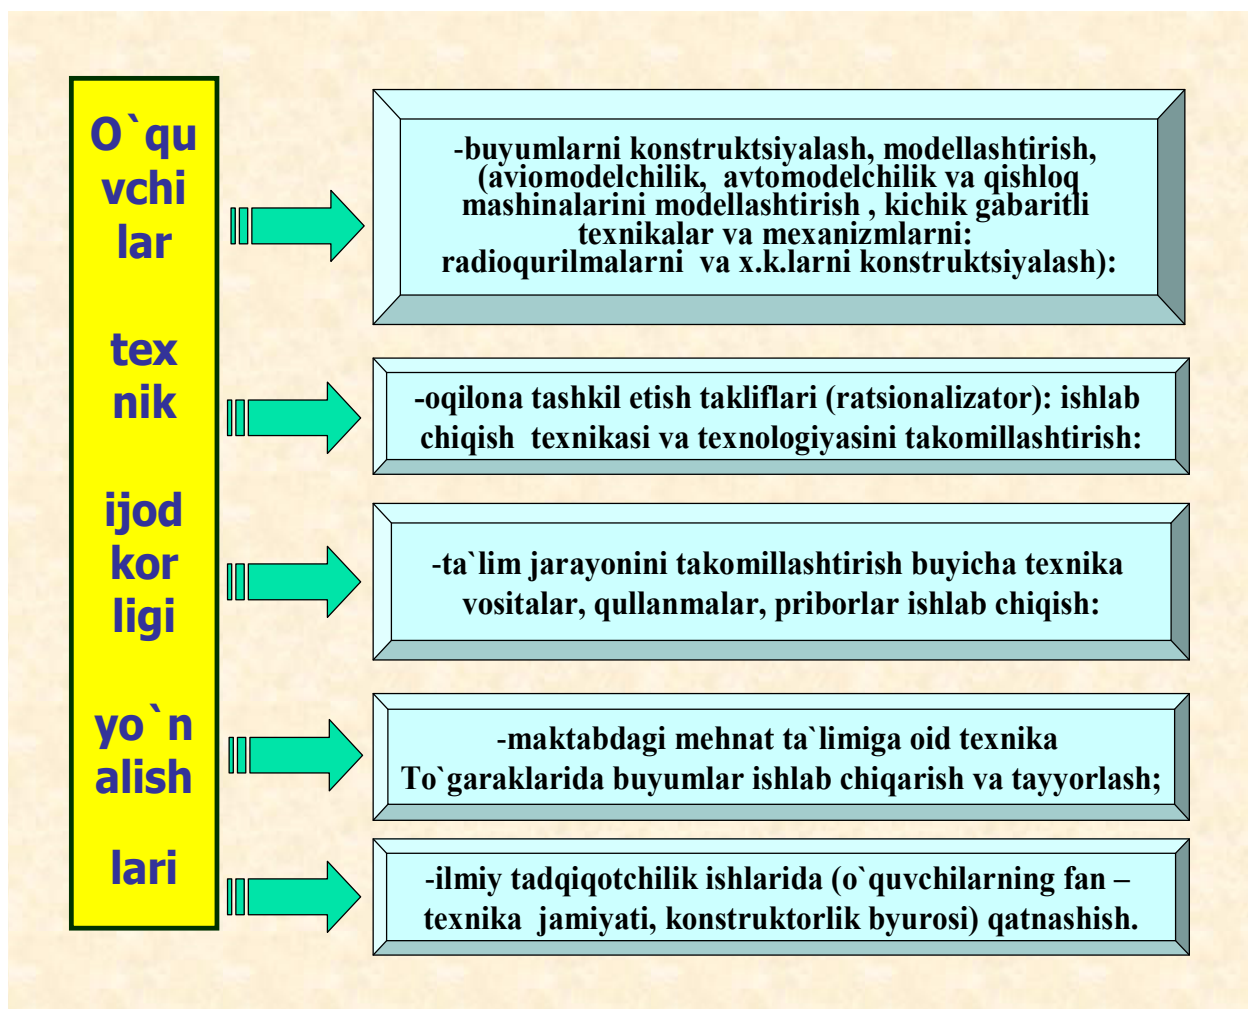 O`qu
vchi
lar
tex
nik
ijod
kor
ligi
yo`n
alish
lari
-buyumlarni konstruktsiyalash, modellashtirish,
(aviomodelchilik, avtomodelchilik va qishloq
mashinalarini modellashtirish , kichik gabaritli
texnikalar va mexanizmlarni:
radioqurilmalarni va x.k.larni konstruktsiyalash):
-oqilona tashkil etish takliflari (ratsionalizator): ishlab
chiqish texnikasi va texnologiyasini takomillashtirish:
-ta`lim jarayonini takomillashtirish buyicha texnika
vositalar, qullanmalar, priborlar ishlab chiqish:
-maktabdagi mehnat ta`limiga oid texnika
To`garaklarida buyumlar ishlab chiqarish va tayyorlash;
-ilmiy tadqiqotchilik ishlarida (o`quvchilarning fan –
texnika jamiyati, konstruktorlik byurosi) qatnashish.